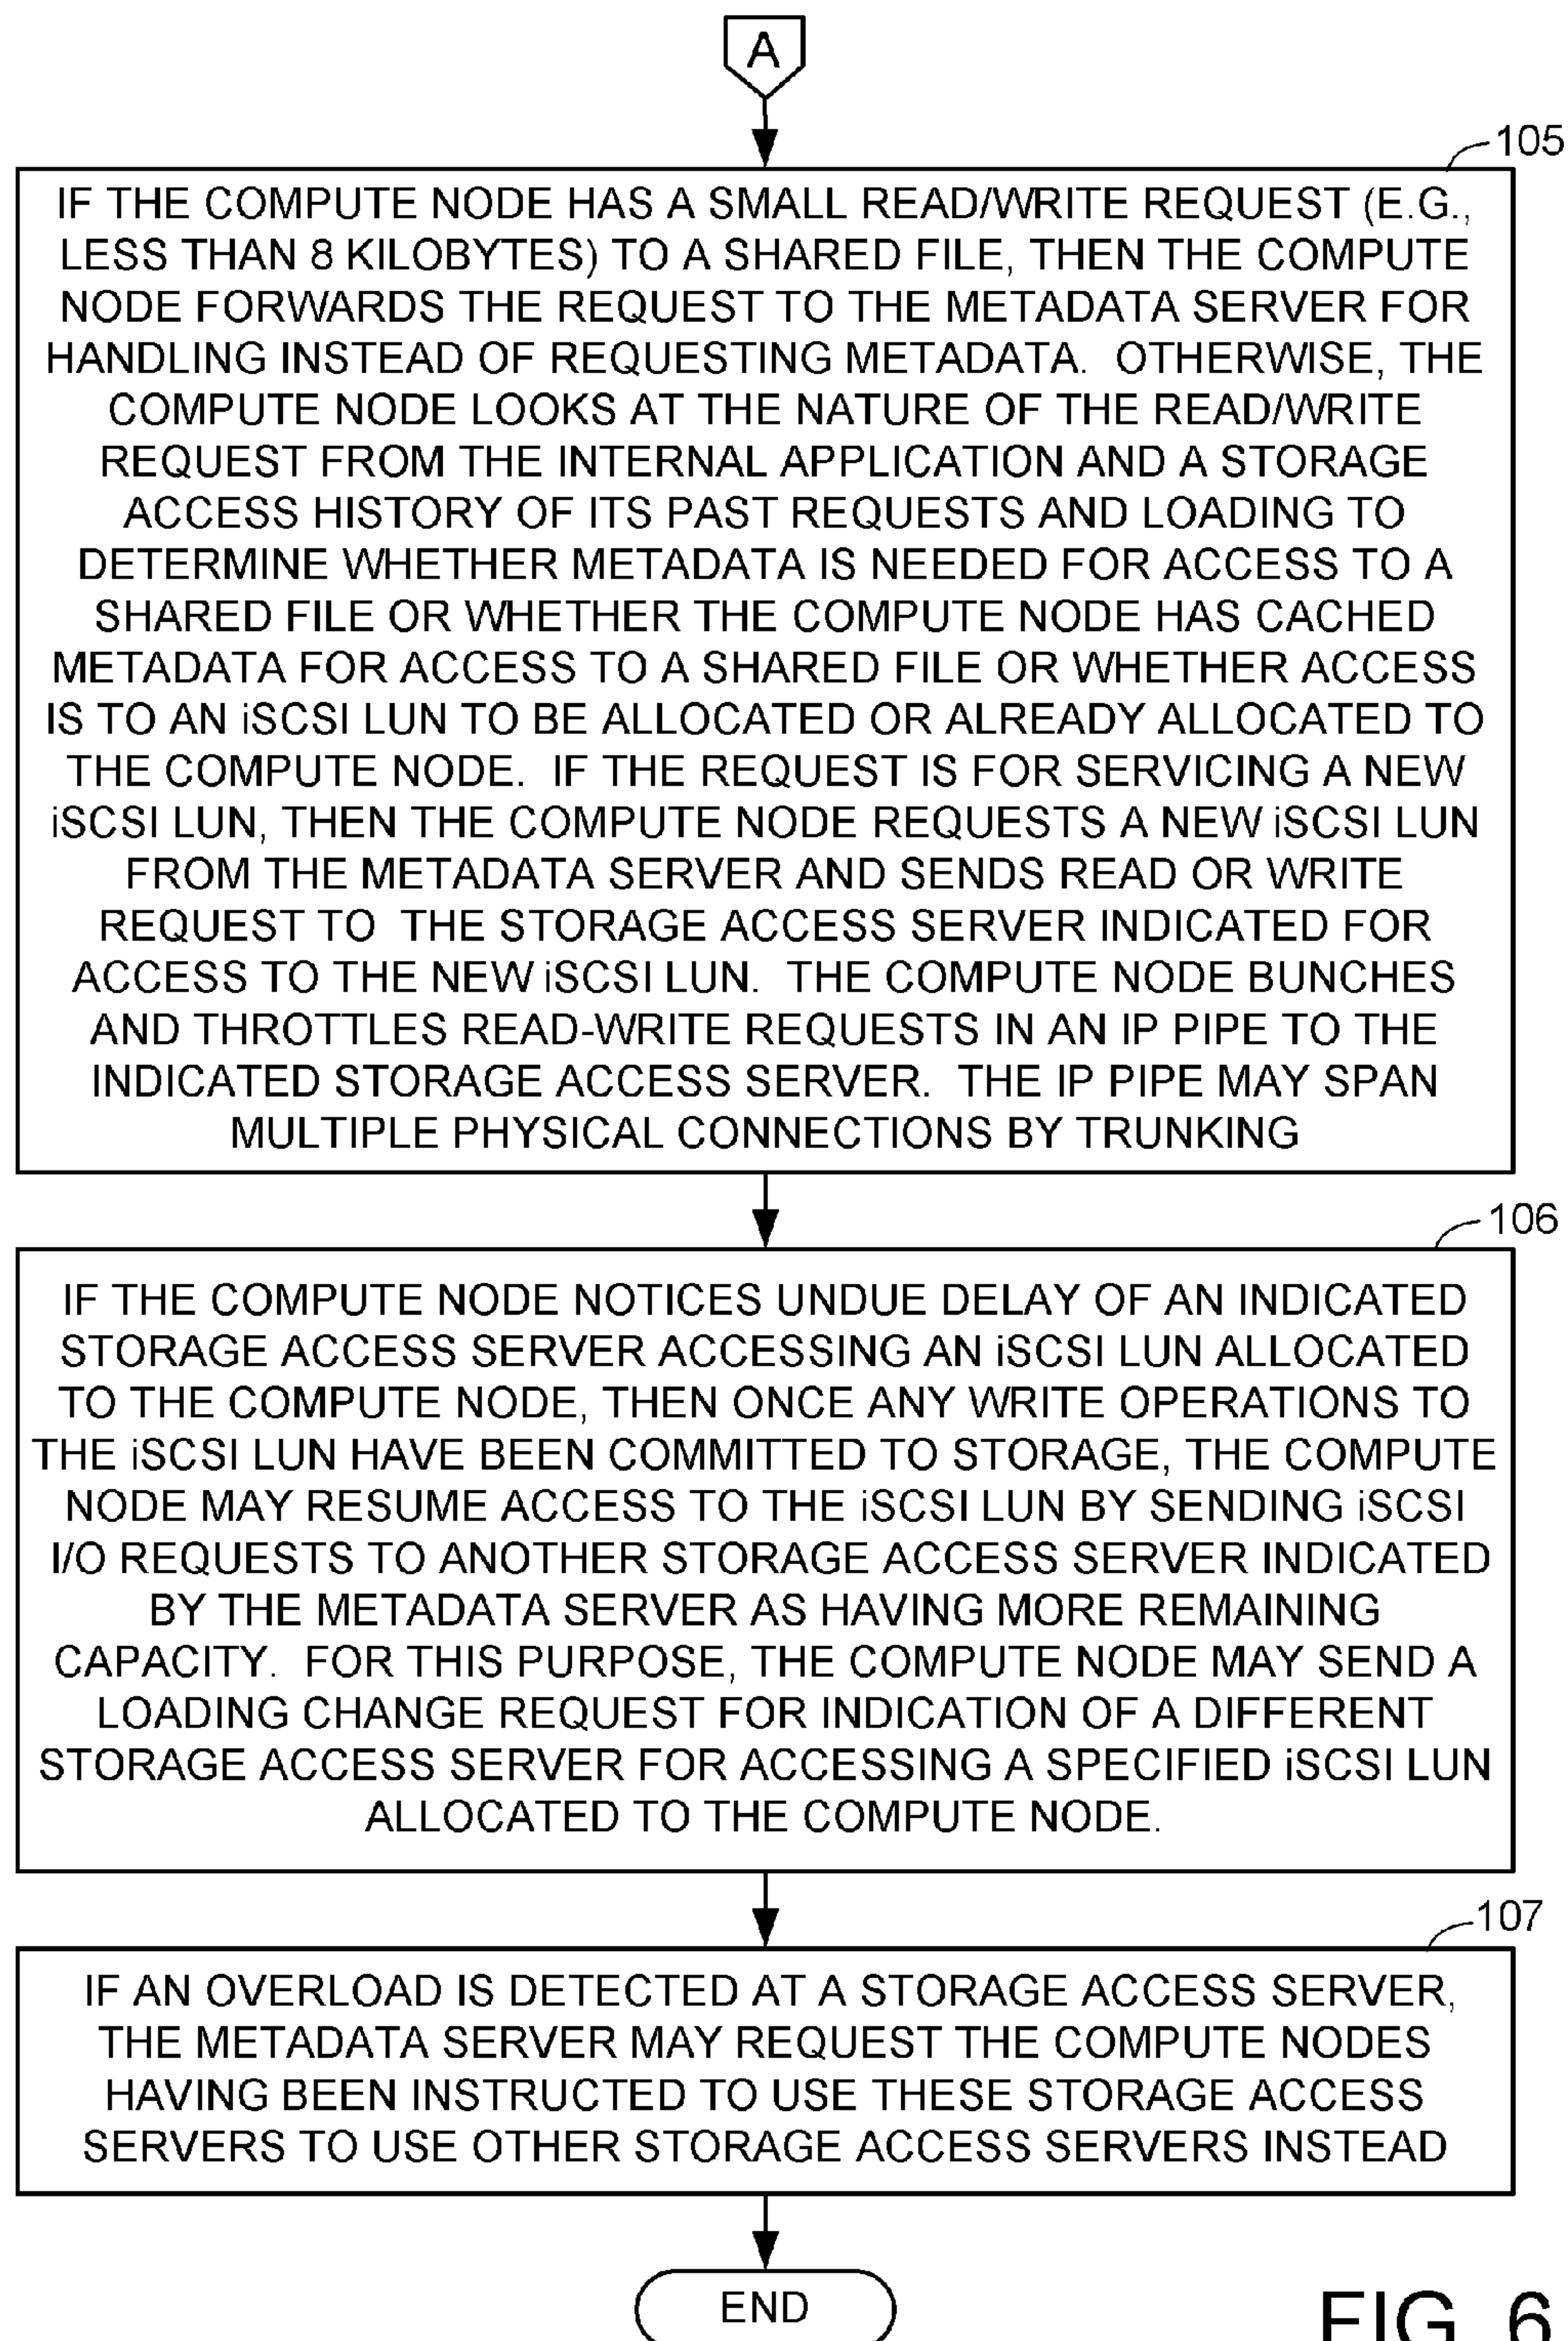 A
105
IF THE COMPUTE NODE HAS A SMALL READ/WRITE REQUEST (E.G.,
LESS THAN 8 KILOBYTES) TO A SHARED FILE, THEN THE COMPUTE
NODE FORWARDS THE REQUEST TO THE METADATA SERVER FOR
HANDLING INSTEAD OF REQUESTING METADATA.  OTHERWISE, THE
COMPUTE NODE LOOKS AT THE NATURE OF THE READ/WRITE
REQUEST FROM THE INTERNAL APPLICATION AND A STORAGE
ACCESS HISTORY OF ITS PAST REQUESTS AND LOADING TO
DETERMINE WHETHER METADATA IS NEEDED FOR ACCESS TO A
SHARED FILE OR WHETHER THE COMPUTE NODE HAS CACHED
METADATA FOR ACCESS TO A SHARED FILE OR WHETHER ACCESS
IS TO AN iSCSI LUN TO BE ALLOCATED OR ALREADY ALLOCATED TO
THE COMPUTE NODE.  IF THE REQUEST IS FOR SERVICING A NEW
iSCSI LUN, THEN THE COMPUTE NODE REQUESTS A NEW iSCSI LUN
FROM THE METADATA SERVER AND SENDS READ OR WRITE
REQUEST TO  THE STORAGE ACCESS SERVER INDICATED FOR
ACCESS TO THE NEW iSCSI LUN.  THE COMPUTE NODE BUNCHES
AND THROTTLES READ-WRITE REQUESTS IN AN IP PIPE TO THE
INDICATED STORAGE ACCESS SERVER.  THE IP PIPE MAY SPAN
MULTIPLE PHYSICAL CONNECTIONS BY TRUNKING
106
IF THE COMPUTE NODE NOTICES UNDUE DELAY OF AN INDICATED
STORAGE ACCESS SERVER ACCESSING AN iSCSI LUN ALLOCATED
TO THE COMPUTE NODE, THEN ONCE ANY WRITE OPERATIONS TO
THE iSCSI LUN HAVE BEEN COMMITTED TO STORAGE, THE COMPUTE
NODE MAY RESUME ACCESS TO THE iSCSI LUN BY SENDING iSCSI
I/O REQUESTS TO ANOTHER STORAGE ACCESS SERVER INDICATED
BY THE METADATA SERVER AS HAVING MORE REMAINING
CAPACITY.  FOR THIS PURPOSE, THE COMPUTE NODE MAY SEND A
LOADING CHANGE REQUEST FOR INDICATION OF A DIFFERENT
STORAGE ACCESS SERVER FOR ACCESSING A SPECIFIED iSCSI LUN
ALLOCATED TO THE COMPUTE NODE.
107
IF AN OVERLOAD IS DETECTED AT A STORAGE ACCESS SERVER,
THE METADATA SERVER MAY REQUEST THE COMPUTE NODES
HAVING BEEN INSTRUCTED TO USE THESE STORAGE ACCESS
SERVERS TO USE OTHER STORAGE ACCESS SERVERS INSTEAD
END
FIG. 6